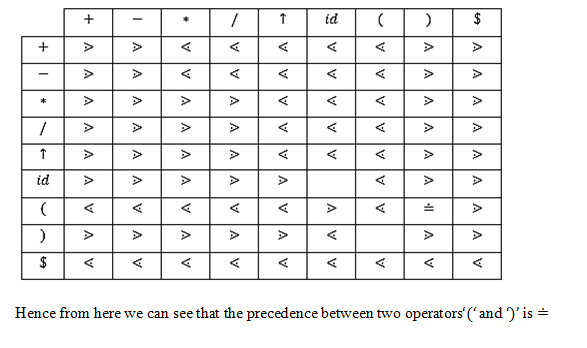 + − * / ↑ id ( ) $
+ ⋗ ⋗ ⋖ ⋖ ⋖ ⋖ ⋖ ⋗ ⋗
− ⋗ ⋗ ⋖ ⋖ ⋖ ⋖ ⋖ ⋗ ⋗
* ⋗ ⋗ ⋗ ⋗ ⋖ ⋖ ⋖ ⋗ ⋗
/ ⋗ ⋗ ⋗ ⋗ ⋖ ⋖ ⋖ ⋗ ⋗
↑ ⋗ ⋗ ⋗ ⋗ ⋖ ⋖ ⋖ ⋗ ⋗
id ⋗ ⋗ ⋗ ⋗ ⋗ ⋖ ⋗ ⋗
( ⋖ ⋖ ⋖ ⋖ ⋖ ⋗ ⋖ ≐ ⋗
) ⋗ ⋗ ⋗ ⋗ ⋗ ⋖ ⋗ ⋗
$ ⋖ ⋖ ⋖ ⋖ ⋖ ⋖ ⋖ ⋖ ⋖
Hence from here we can see that the precedence between two operators‘(‘ and ‘)’ is ≐